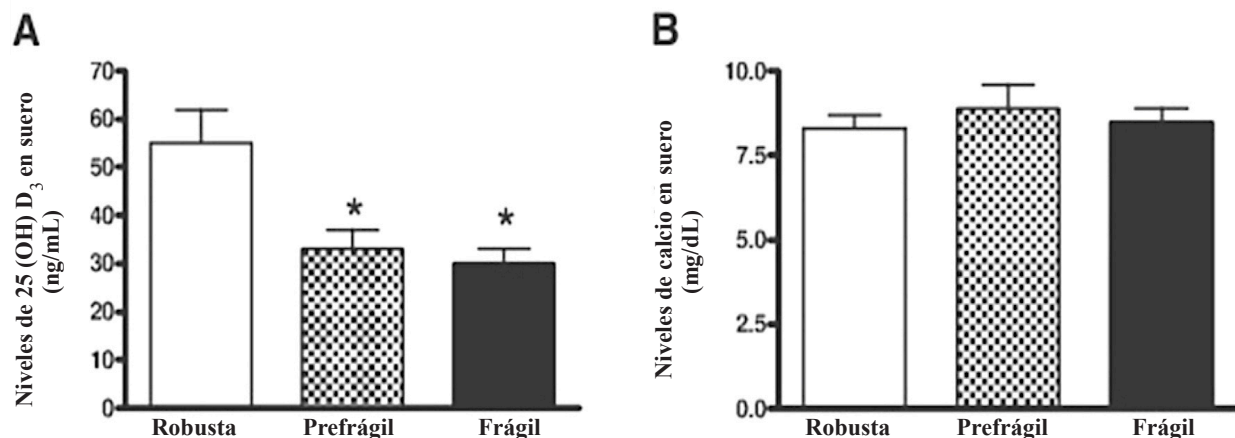 A
Niveles de 25 (OH) D3 en suero
(ng/mL)
70
60
50
40
30
20
10
0
*
*
Robusta
Prefrágil
Frágil
B
Niveles de calcio en suero
(mg/dL)
10.0
7.5
5.0
2.5
0.0
Robusta
Prefrágil
Frágil